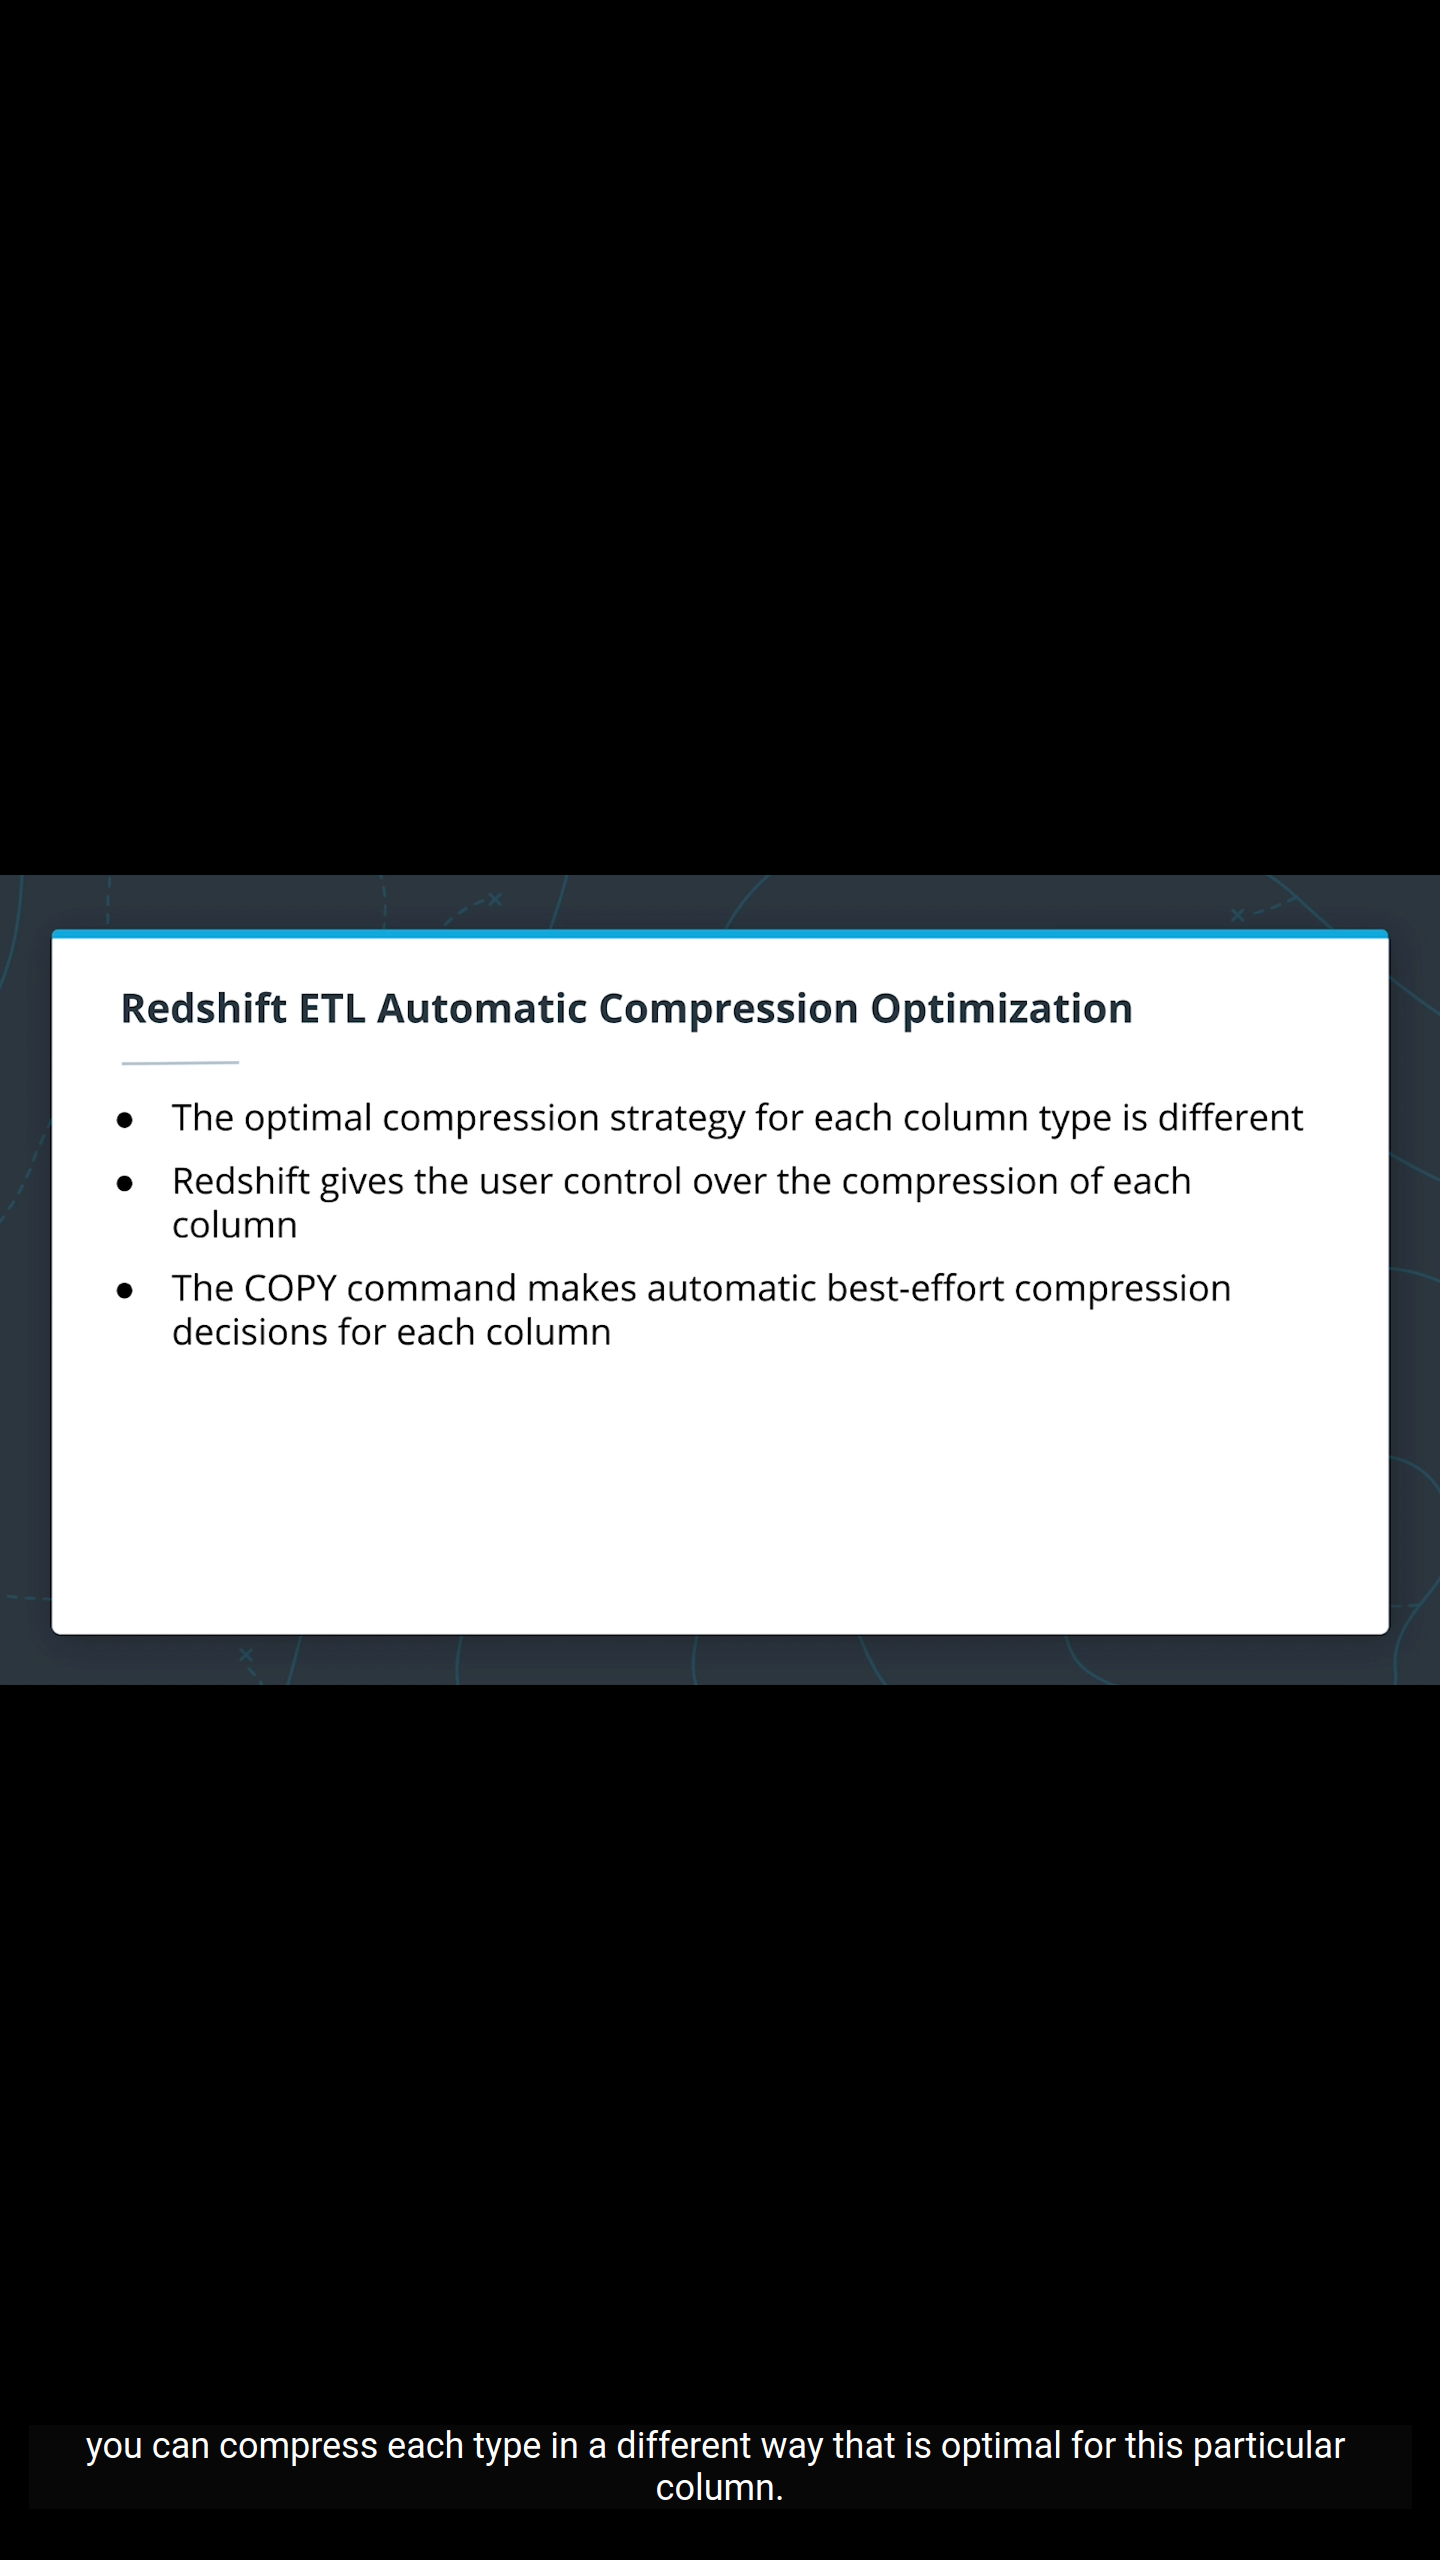 Redshift ETL Automatic Compression Optimization
● The optimal compression strategy for each column type is different
● Redshift gives the user control over the compression of each
column
● The COPY command makes automatic best-effort compression
decisions for each column
you can compress each type in a different way that is optimal for this particular
column.